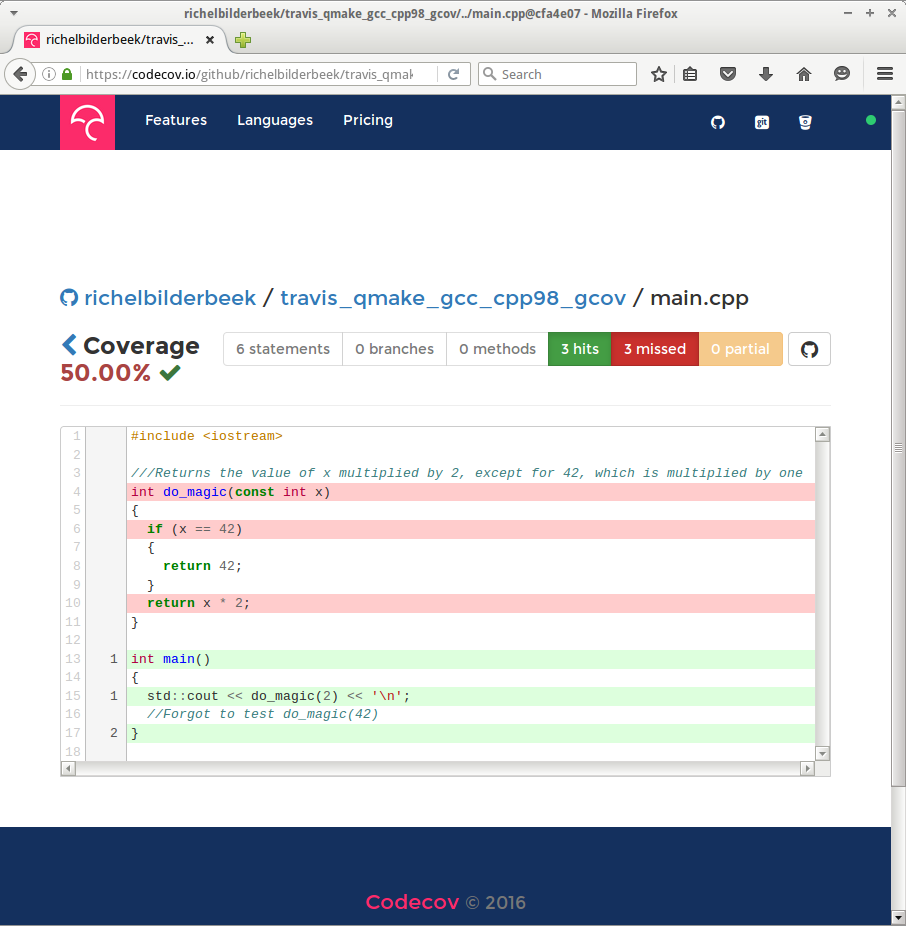 richelbilderbeek/travis_qmake_gcc_cpp98_gcov/../main.cpp@cfa4e07 - Mozilla Firefox
richelbilderbeek/travis_...
https://codecov.io/github/richelbilderbeek/travis_qmak
Search
Features Languages Pricing
git
richelbilderbeek / travis_qmake_gcc_cpp98_gcov / main.cpp
Coverage
50.00%
6 statements 0 branches 0 methods 3 hits 3 missed 0 partial
1 #include <iostream>
2
3 ///Returns the value of x multiplied by 2, except for 42, which is multiplied by one
4 int do_magic(const int x)
5 {
6   if (x == 42)
7   {
8     return 42;
9   }
10   return x * 2;
11 }
12
13 1 int main()
14 {
15 1   std::cout << do_magic(2) << '\n';
16   //Forgot to test do_magic(42)
17 2 }
18
Codecov © 2016